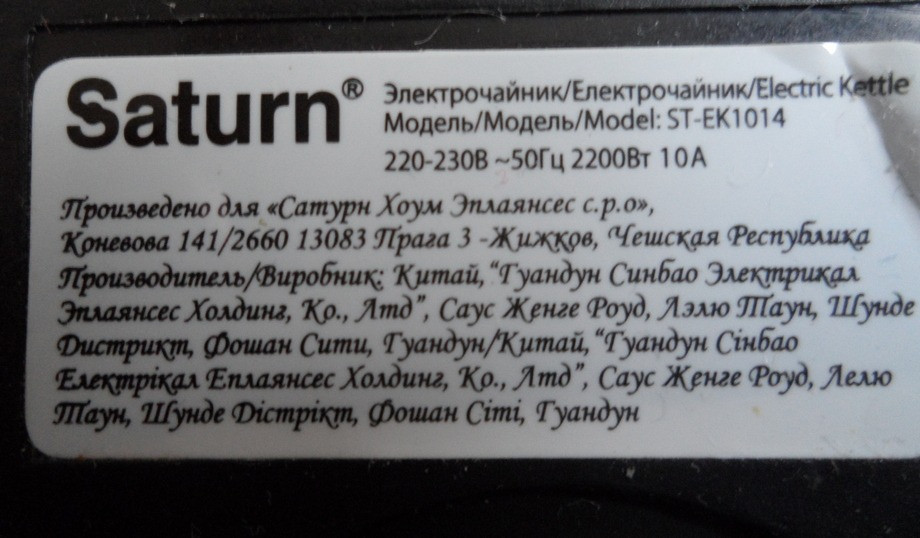 Saturn®
Электрочайник/Електрочайник/Electric Kettle
Модель/Модель/Model: ST-EK1014
220-230В ~50Гц 2200Вт 10А
Произведено для «Сатурн Хоум Эплаянсес с.р.о»,
Коневова 141/2660 13083 Прага 3 -Жижков, Чешская Республика
Производитель/Виробник: Китай, “Гуандун Синбао Электрикал
Эплаянсес Холдинг, Ко., Лтд”, Саус Женге Роуд, Лэлю Таун, Шунде
Дистрикт, Фошан Сити, Гуандун/Китай, “Гуандун Сінбао
Електрікал Еплаянсес Холдинг, Ко., Лтд”, Саус Женге Роуд, Лелю
Таун, Шунде Дістрікт, Фошан Сіті, Гуандун